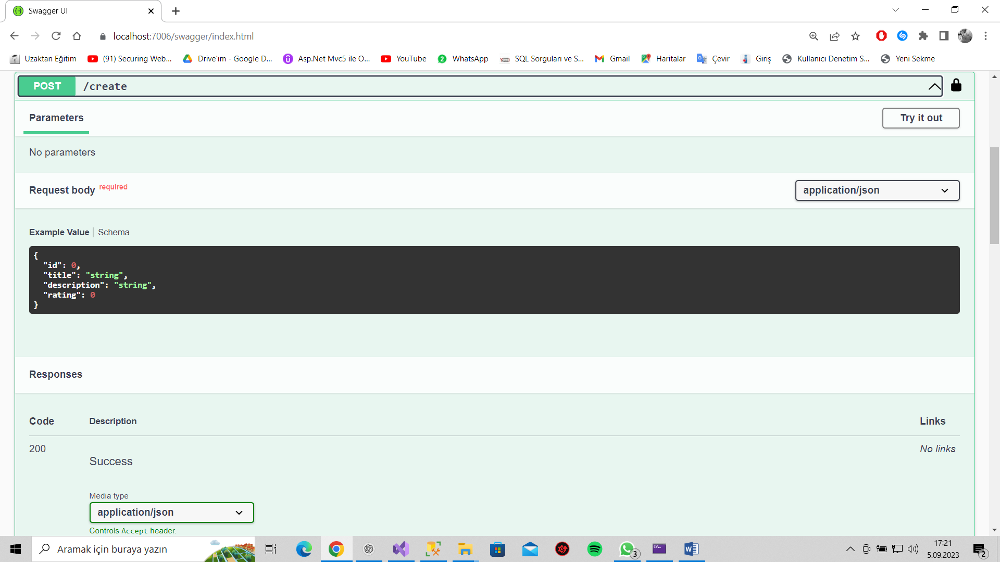 Swagger UI
localhost:7006/swagger/index.html
Uzaktan Eğitim
(91) Securing Web...
Drive'ım - Google D...
Asp.Net Mvc5 ile O...
YouTube
WhatsApp
SQL Sorguları ve S...
Gmail
Haritalar
Çevir
Giriş
Kullanıcı Denetim S...
Yeni Sekme
POST /create
Parameters
Try it out
No parameters
Request body required
application/json
Example Value | Schema
{
"id": 0,
"title": "string",
"description": "string",
"rating": 0
}
Responses
Code Description Links
200 No links
Success
Media type
application/json
Controls Accept header.
Aramak için buraya yazın
3
17:21
5.09.2023
2